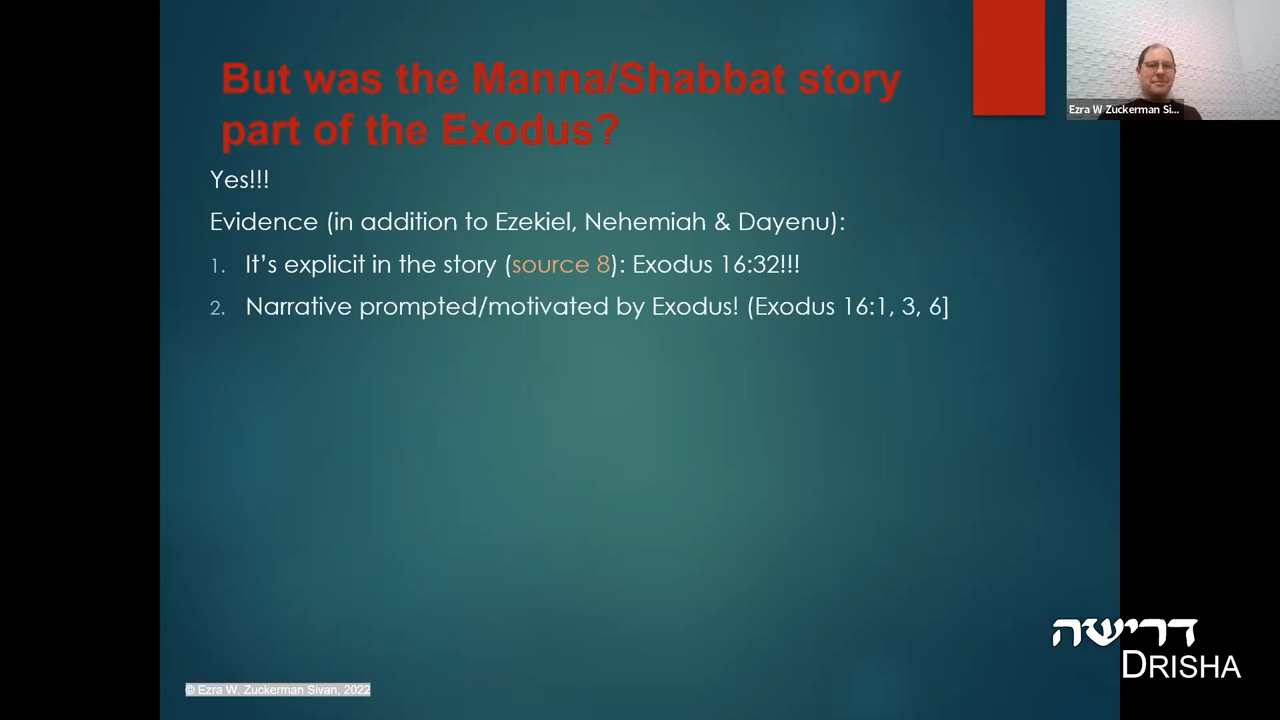 But was the Manna/Shabbat story
part of the Exodus?
Ezra W Zuckerman Si...
Yes!!!
Evidence (in addition to Ezekiel, Nehemiah & Dayenu):
1. It's explicit in the story (source 8): Exodus 16:32!!!
2. Narrative prompted/motivated by Exodus! (Exodus 16:1, 3, 6]
דרישה
DRISHA
© Ezra W. Zuckerman Sivan, 2022